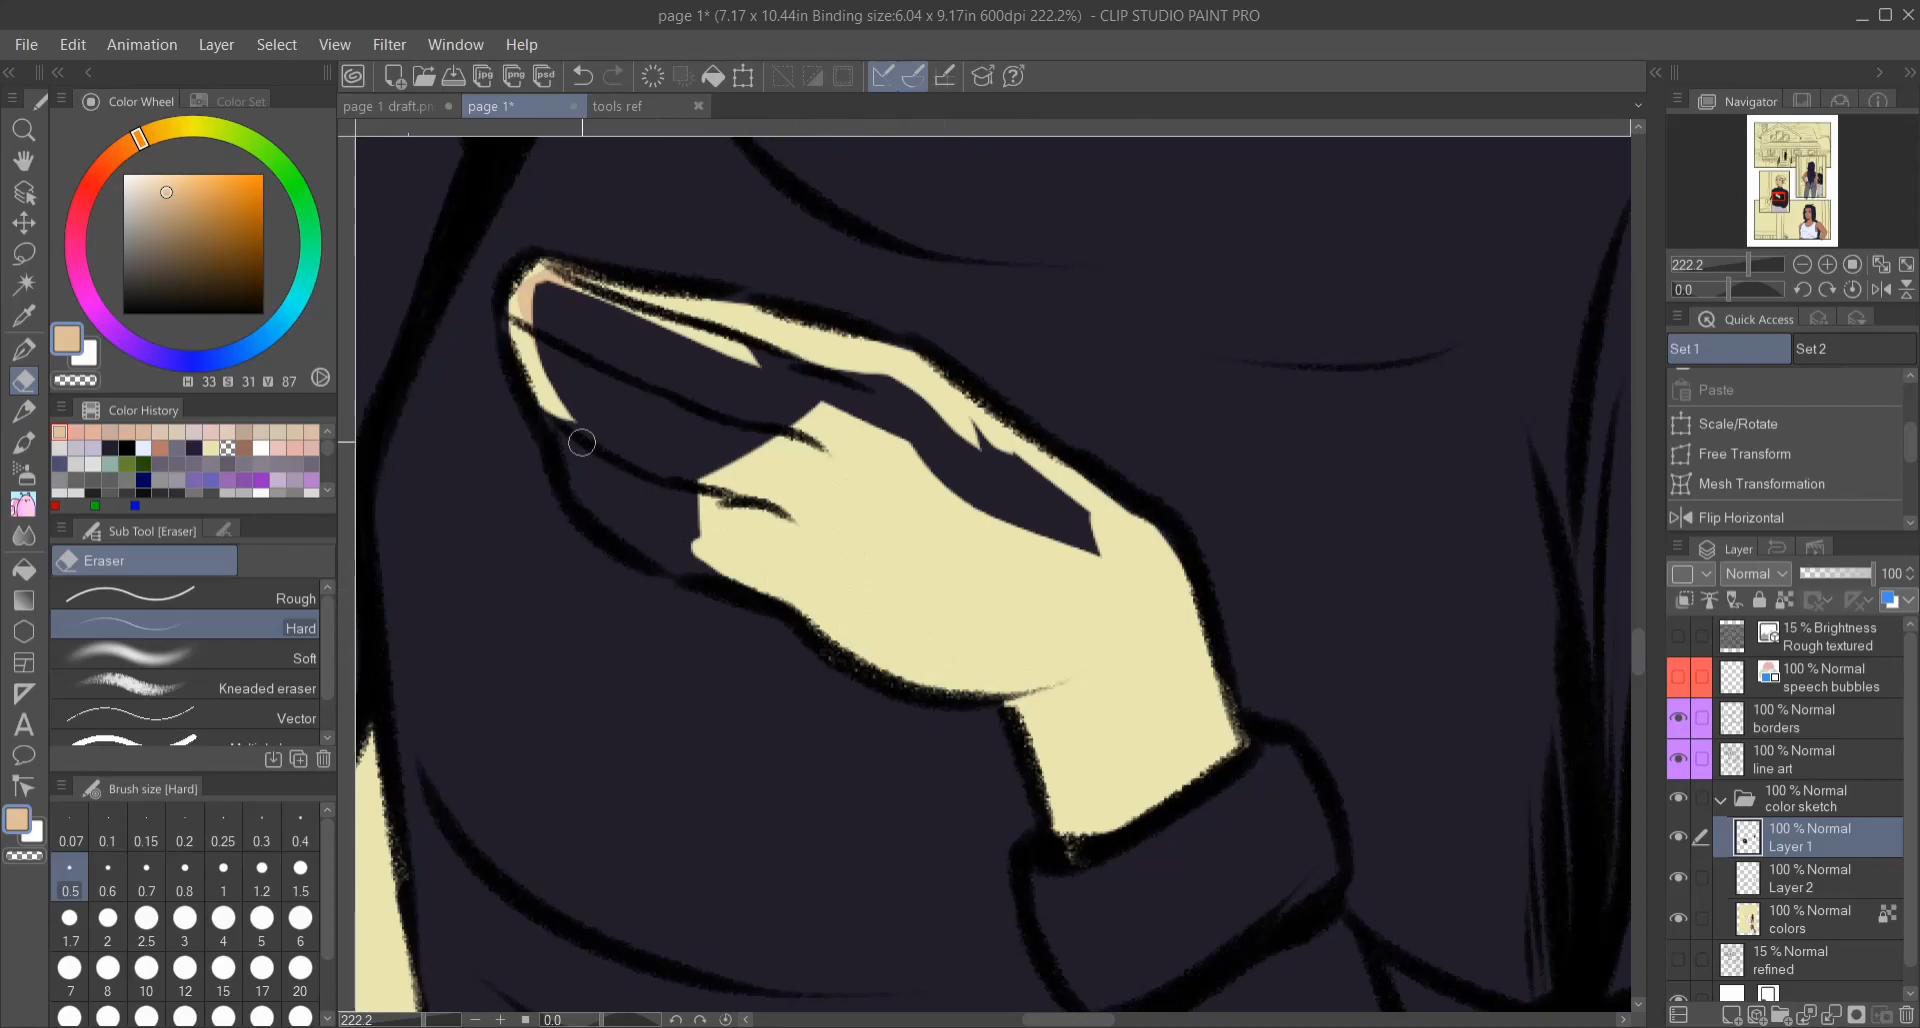 page 1* (7.17 x 10.44in Binding size:6.04 x 9.17in 600dpi 222.2%)  - CLIP STUDIO PAINT PRO
File Edit Animation Layer Select View Filter Window Help
jpg png psd
Color Wheel Color Set
page 1 draft.pn page 1* tools ref
Navigator
222.2
0.0
Quick Access
Set 1 Set 2
Paste
Scale/Rotate
Free Transform
Mesh Transformation
Flip Horizontal
H 33 S 31 V 87
Color History
Sub Tool [Eraser]
Eraser
Rough
Hard
Soft
Kneaded eraser
Vector
Brush size [Hard]
0.07 0.1 0.15 0.2 0.25 0.3 0.4
0.5 0.6 0.7 0.8 1 1.2 1.5
1.7 2 2.5 3 4 5 6
7 8 10 12 15 17 20
Layer
Normal 100
15 % Brightness
Rough textured
100 % Normal
speech bubbles
100 % Normal
borders
100 % Normal
line art
100 % Normal
color sketch
100 % Normal
Layer 1
100 % Normal
Layer 2
100 % Normal
colors
15 % Normal
refined
222.2 0.0